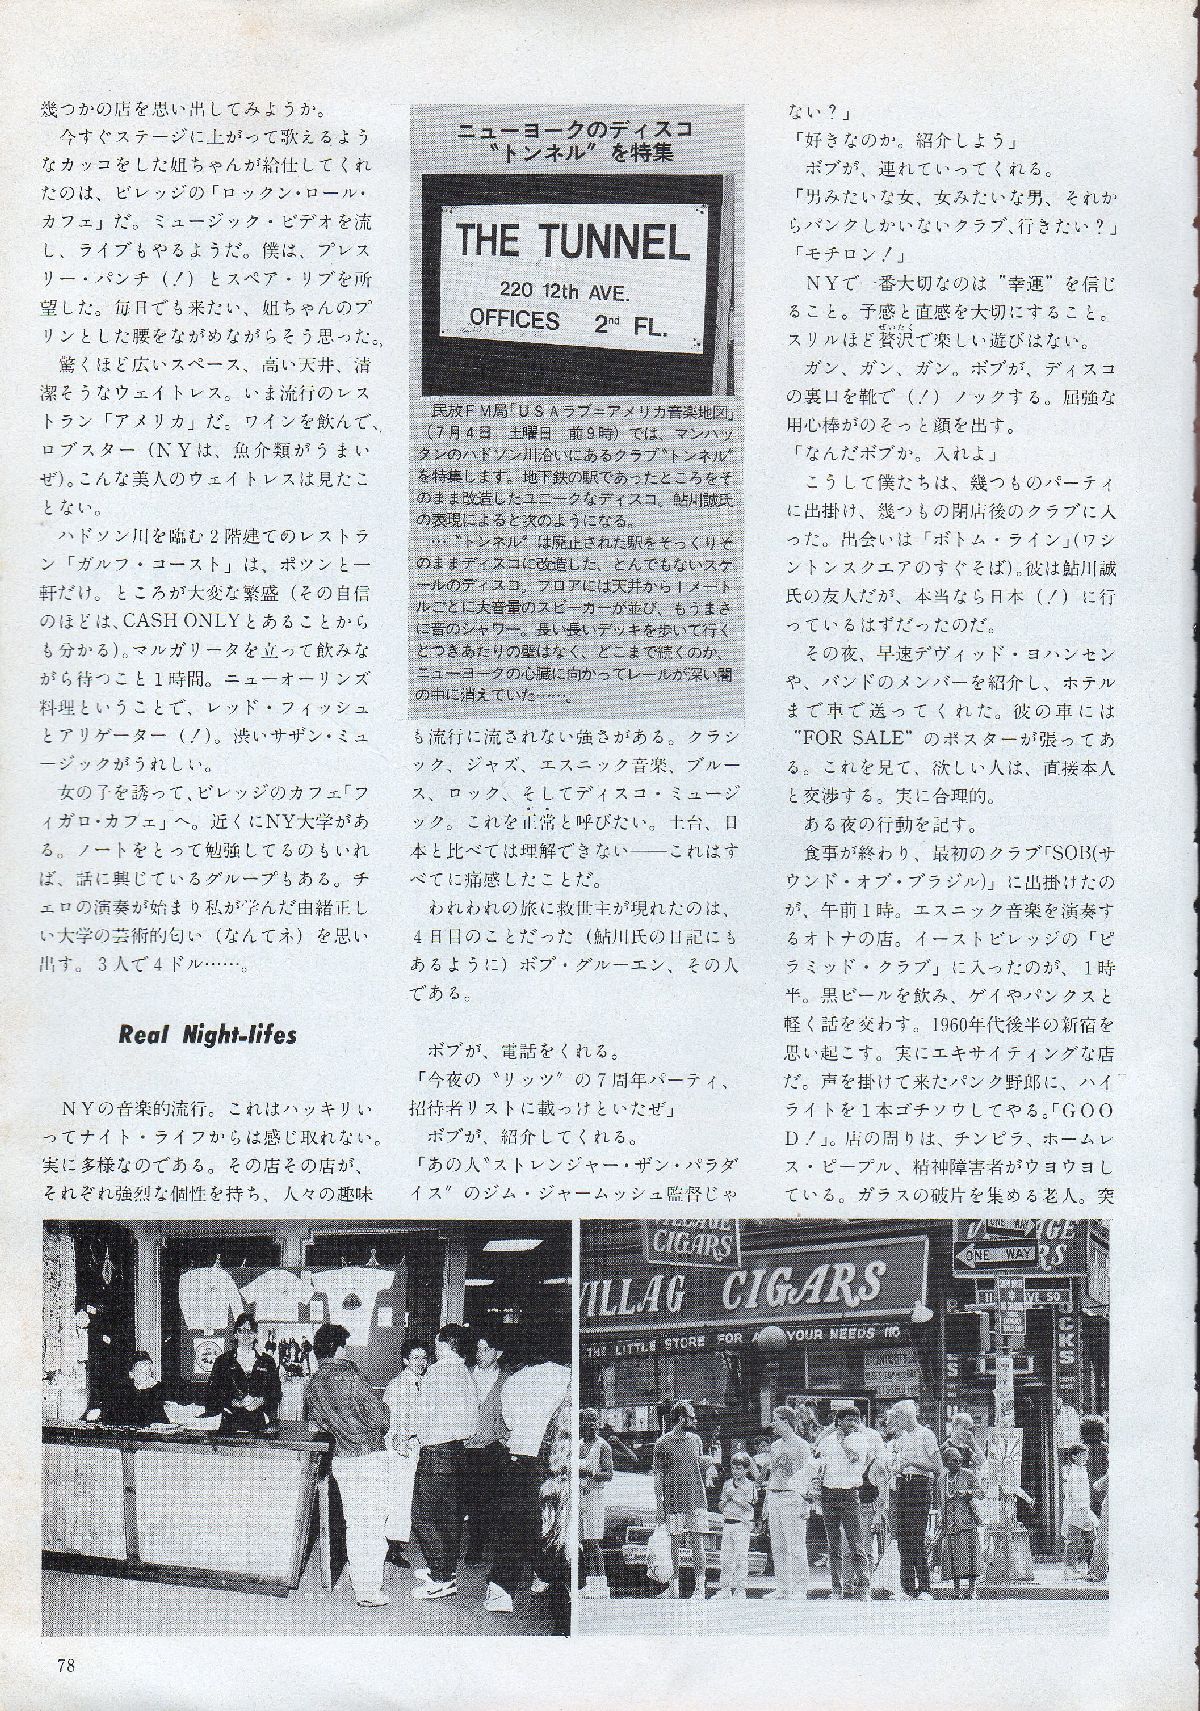 幾つかの店を思い出してみようか。
今すぐステージに上がって歌えるよう
なカッコをした妞ちゃんが給仕してくれ
たのは、ビレッジの「ロックン・ロール・
カフェ」だ。ミュージック・ビデオを流
し、ライブもやるようだ。僕は、プレス
リー・パンチ(!)とスペア・リブを所
望した。毎日でも来たい、妞ちゃんのプ
リンとした腰をながめながらそう思った。
驚くほど広いスペース、高い天井、清
潔そうなウェイトレス。いま流行のレス
トラン「アメリカ」だ。ワインを飲んで、
ロブスター(NYは、魚介類がうまい
ぜ)。こんな美人のウェイトレスは見たこ
とない。
ハドソン川を臨む2階建てのレストラ
ン「ガルフ・コースト」は、ポツンと一
軒だけ。ところが大変な繁盛(その自信
のほどは、CASH ONLYとあることから
も分かる)。マルガリータを立って飲みな
がら待つこと1時間。ニューオーリンズ
料理ということで、レッド・フィッシュ
とアリゲーター(!)。渋いサザン・ミュ
ージックがうれしい。
女の子を誘って、ビレッジのカフェ「フ
ィガロ・カフェ」へ。近くにNY大学があ
る。ノートをとって勉強してるのもいれ
ば、話に興じているグループもある。チ
ェロの演奏が始まり私が学んだ由緒正し
い大学の芸術的匂い(なんてネ)を思い
出す。3人で4ドル……。
Real Night-lifes
NYの音楽的流行。これはハッキリい
ってナイト・ライフからは感じ取れない。
実に多様なのである。その店その店が、
それぞれ強烈な個性を持ち、人々の趣味
ニューヨークのディスコ
〝トンネル〟を特集
THE TUNNEL
220 12th AVE.
OFFICES 2nd FL.
民放FM局「USAラブ=アメリカ音楽地図」
(7月4日 土曜日 前9時)では、マンハッ
タンのハドソン川沿いにあるクラブ〝トンネル〟
を特集します。地下鉄の駅であったところをそ
のまま改造したユニークなディスコ。鮎川誠氏
の表現によると次のようになる。
…〝トンネル〟は廃止された駅をそっくりそ
のままディスコに改造した、とんでもないスケ
ールのディスコ。フロアには天井から1メート
ルごとに大音量のスピーカーが並び、もうまさ
に音のシャワー。長い長いデッキを歩いて行く
とつきあたりの壁はなく、どこまで続くのか、
ニューヨークの心臓に向かってレールが深い闇
の中に消えていた……。
も流行に流されない強さがある。クラシ
ック、ジャズ、エスニック音楽、ブルー
ス、ロック、そしてディスコ・ミュージ
ック。これを正常と呼びたい。土台、日
本と比べては理解できない――これはす
べてに痛感したことだ。
われわれの旅に救世主が現れたのは、
4日目のことだった(鮎川氏の日記にも
あるように)ボブ・グルーエン、その人
である。
ボブが、電話をくれる。
「今夜の〝リッツ〟の7周年パーティ、
招待者リストに載っけといたぜ」
ボブが、紹介してくれる。
「あの人〝ストレンジャー・ザン・パラダ
イス〟のジム・ジャームッシュ監督じゃ
ない?」
「好きなのか。紹介しよう」
ボブが、連れていってくれる。
「男みたいな女、女みたいな男、それか
らパンクしかいないクラブ、行きたい?」
「モチロン!」
NYで一番大切なのは〝幸運〟を信じ
ること。予感と直感を大切にすること。
スリルほど贅沢で楽しい遊びはない。
ガン、ガン、ガン。ボブが、ディスコ
の裏口を靴で(!)ノックする。屈強な
用心棒がのそっと顔を出す。
「なんだボブか。入れよ」
こうして僕たちは、幾つものパーティ
に出掛け、幾つもの閉店後のクラブに入
った。出会いは「ボトム・ライン」(ワシ
ントンスクエアのすぐそば)。彼は鮎川誠
氏の友人だが、本当なら日本(!)に行
っているはずだったのだ。
その夜、早速デヴィッド・ヨハンセン
や、バンドのメンバーを紹介し、ホテル
まで車で送ってくれた。彼の車には
〝FOR SALE〟のポスターが張ってあ
る。これを見て、欲しい人は、直接本人
と交渉する。実に合理的。
ある夜の行動を記す。
食事が終わり、最初のクラブ「SOB(サ
ウンド・オブ・ブラジル)」に出掛けたの
が、午前1時。エスニック音楽を演奏す
るオトナの店。イーストビレッジの「ピ
ラミッド・クラブ」に入ったのが、1時
半。黒ビールを飲み、ゲイやパンクスと
軽く話を交わす。1960年代後半の新宿を
思い起こす。実にエキサイティングな店
だ。声を掛けて来たパンク野郎に、ハイ
ライトを1本ゴチソウしてやる。「GOO
D!」。店の周りは、チンピラ、ホームレ
ス・ピープル、精神障害者がウヨウヨし
ている。ガラスの破片を集める老人。突
VILLAGE
CIGARS
VILLAG CIGARS
THE LITTLE STORE FOR YOUR NEEDS
ONE WAY
78